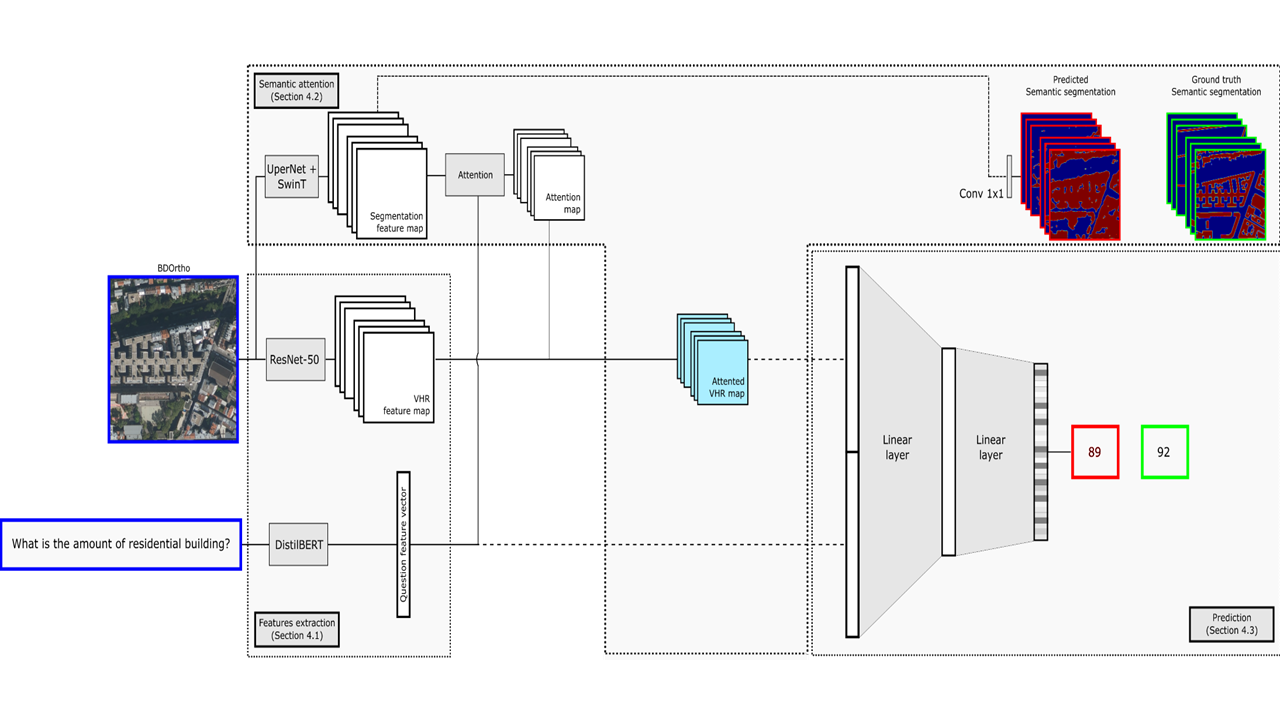 Semantic attention
(Section 4.2)
Predicted
Semantic segmentation
Ground truth
Semantic segmentation
UperNet +
SwinT
Segmentation
feature map
Attention
Attention
map
Conv 1x1
BDOrtho
ResNet-50
VHR
feature map
Attented
VHR map
Linear
layer
Linear
layer
89
92
What is the amount of residential building?
DistilBERT
Question feature vector
Features extraction
(Section 4.1)
Prediction
(Section 4.3)